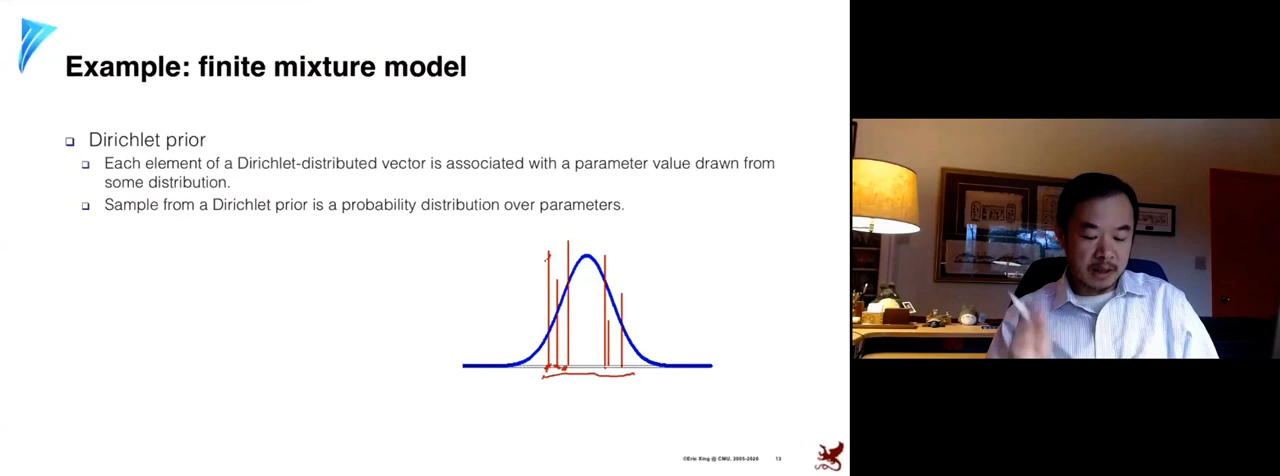 Example: finite mixture model
❑ Dirichlet prior
❑ Each element of a Dirichlet-distributed vector is associated with a parameter value drawn from
some distribution.
❑ Sample from a Dirichlet prior is a probability distribution over parameters.
©Eric Xing @ CMU, 2005-2020
13